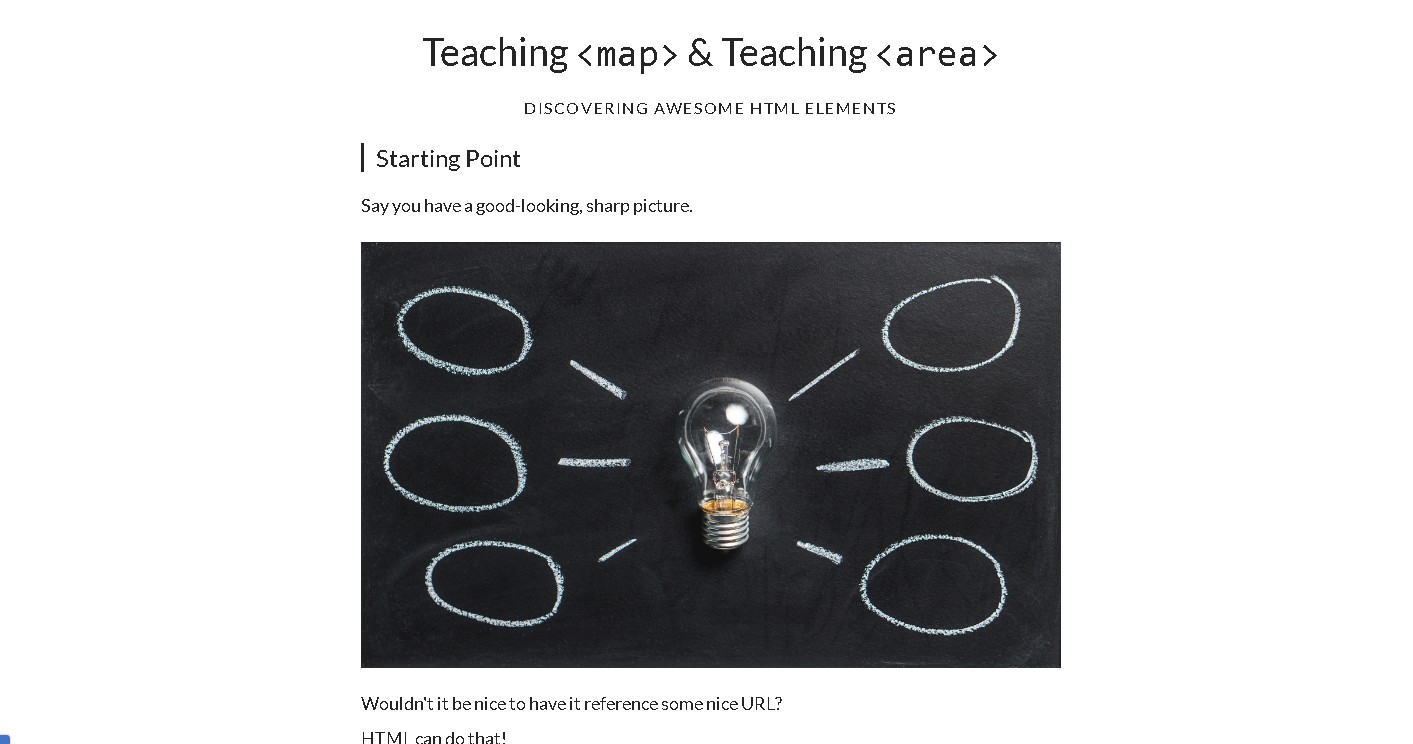 Teaching <map> & Teaching <area>
DISCOVERING AWESOME HTML ELEMENTS
Starting Point
Say you have a good-looking, sharp picture.
Wouldn't it be nice to have it reference some nice URL?
HTML can do that!